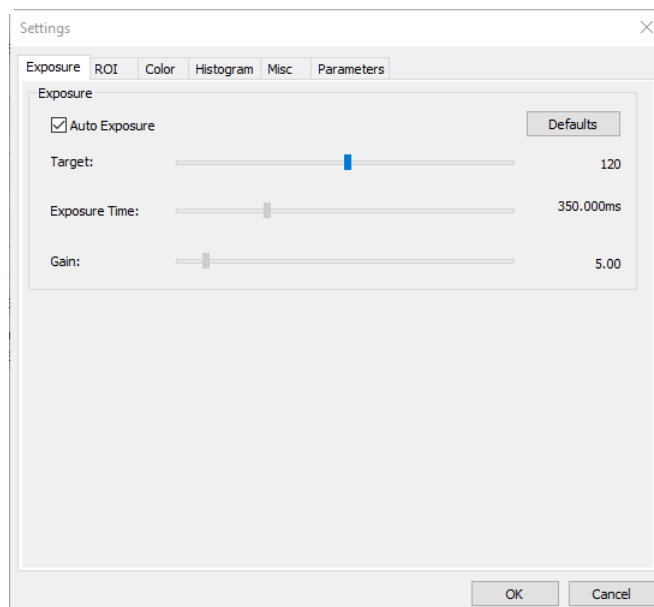 Settings
Exposure ROI Color Histogram Misc Parameters
Exposure
Auto Exposure Defaults
Target: 120
Exposure Time: 350.000ms
Gain: 5.00
OK Cancel